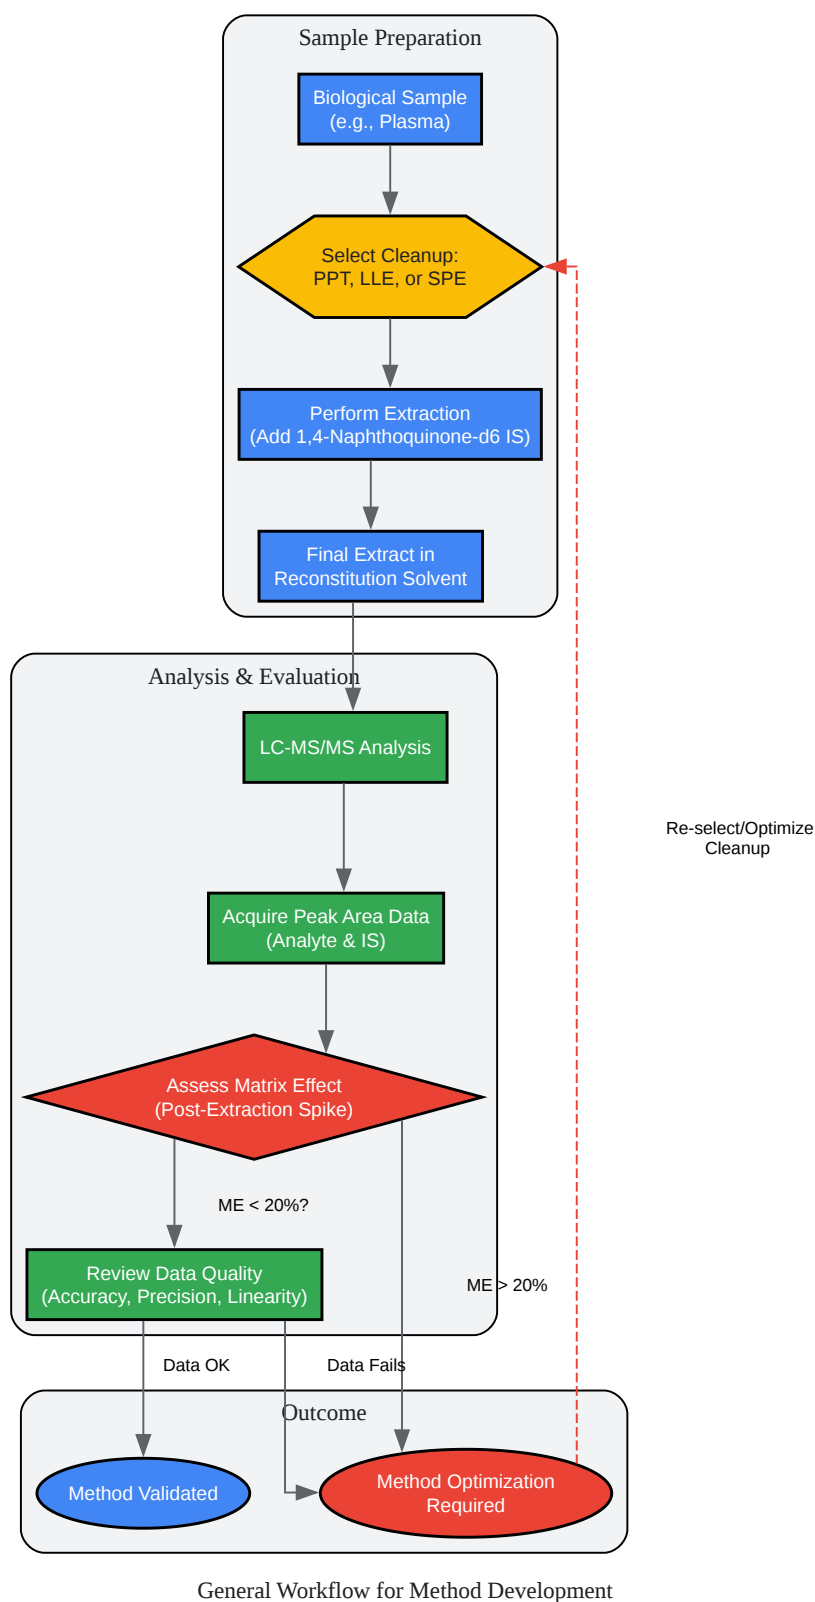 Sample Preparation
Biological Sample
(e.g., Plasma)
Select Cleanup:
PPT, LLE, or SPE
Perform Extraction
(Add 1,4-Naphthoquinone-d6 IS)
Final Extract in
Reconstitution Solvent
Analysis & Evaluation
LC-MS/MS Analysis
Re-select/Optimize
Cleanup
Acquire Peak Area Data
(Analyte & IS)
Assess Matrix Effect
(Post-Extraction Spike)
ME < 20%?
Review Data Quality
(Accuracy, Precision, Linearity)
ME > 20%
Data OK
Data Fails
Outcome
Method Validated
Method Optimization
Required
General Workflow for Method Development